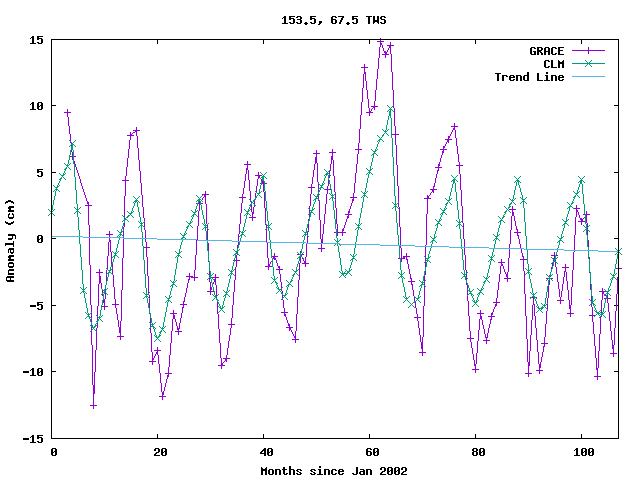 153.5, 67.5 TWS
GRACE
CLM
Trend Line
15
10
5
0
-5
-10
-15
Anomaly (cm)
0 20 40 60 80 100
Months since Jan 2002